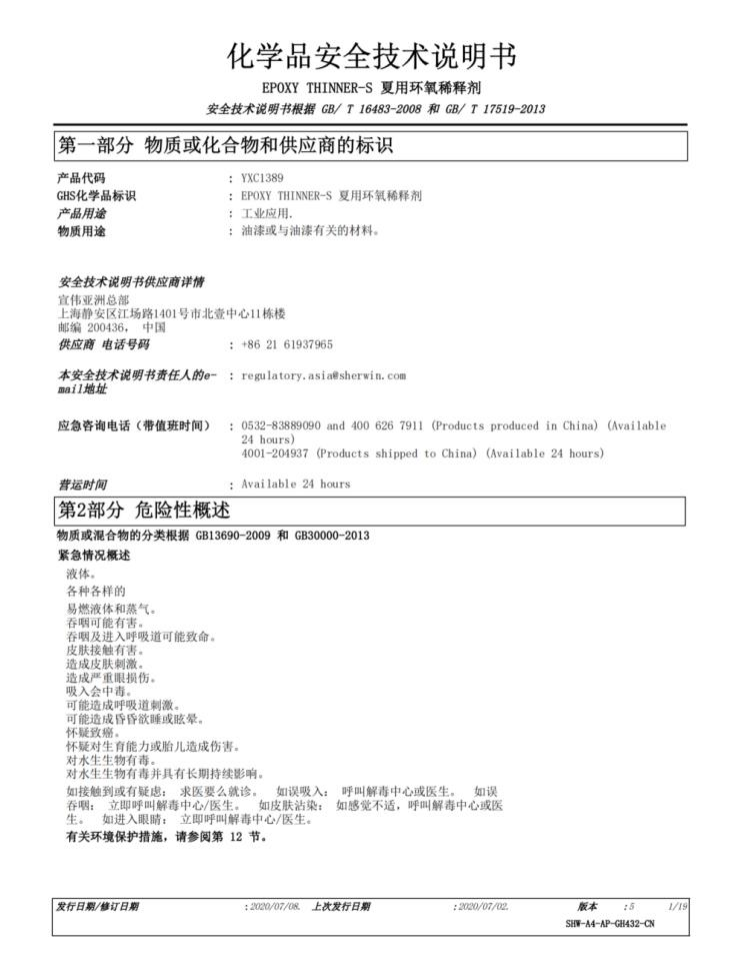 化学品安全技术说明书
EPOXY THINNER-S 夏用环氧稀释剂
安全技术说明书根据 GB/ T 16483-2008 和 GB/ T 17519-2013
第一部分 物质或化合物和供应商的标识
产品代码 : YXC1389
GHS化学品标识 : EPOXY THINNER-S 夏用环氧稀释剂
产品用途 : 工业应用.
物质用途 : 油漆或与油漆有关的材料。
安全技术说明书供应商详情
宣伟亚洲总部
上海静安区江场路1401号市北壹中心11栋楼
邮编 200436, 中国
供应商 电话号码 : +86 21 61937965
本安全技术说明书责任人的e- : regulatory.asia@sherwin.com
mail地址
应急咨询电话（带值班时间） : 0532-83889090 and 400 626 7911 (Products produced in China) (Available
24 hours)
4001-204937 (Products shipped to China) (Available 24 hours)
营运时间 : Available 24 hours
第2部分 危险性概述
物质或混合物的分类根据 GB13690-2009 和 GB30000-2013
紧急情况概述
液体。
各种各样的
易燃液体和蒸气。
吞咽可能有害。
吞咽及进入呼吸道可能致命。
皮肤接触有害。
造成皮肤刺激。
造成严重眼损伤。
吸入会中毒。
可能造成呼吸道刺激。
可能造成昏昏欲睡或眩晕。
怀疑致癌。
怀疑对生育能力或胎儿造成伤害。
对水生生物有毒。
对水生生物有毒并具有长期持续影响。
如接触到或有疑虑： 求医要么就诊。 如误吸入： 呼叫解毒中心或医生。 如误
吞咽： 立即呼叫解毒中心/医生。 如皮肤沾染： 如感觉不适，呼叫解毒中心或医
生。 如进入眼睛： 立即呼叫解毒中心/医生。
有关环境保护措施，请参阅第 12 节。
发行日期/修订日期 : 2020/07/08. 上次发行日期 : 2020/07/02. 版本 : 5 1/19
SHW-A4-AP-GH432-CN